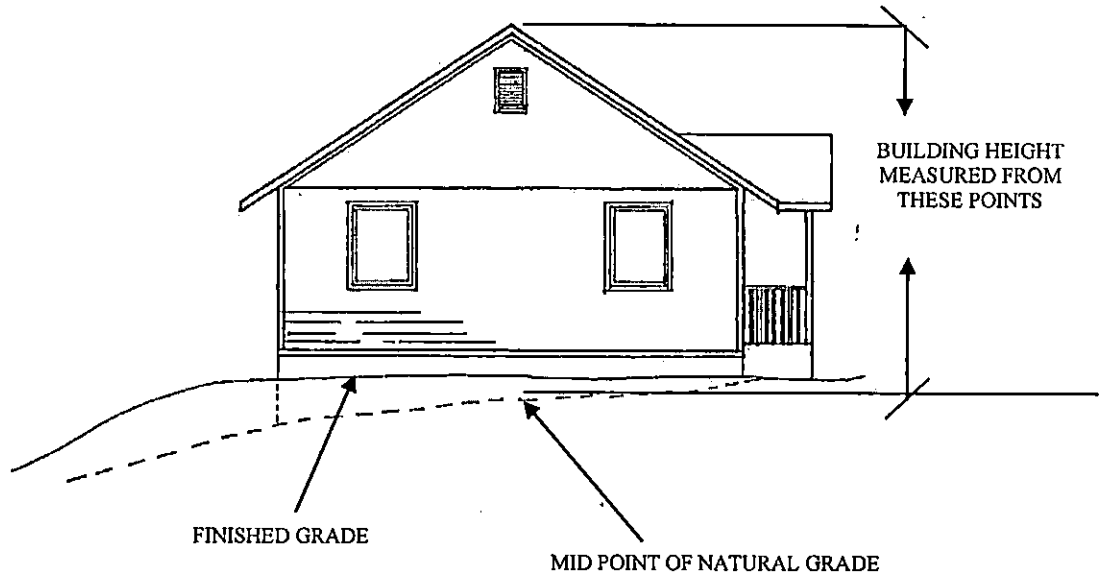 BUILDING HEIGHT
MEASURED FROM
THESE POINTS
FINISHED GRADE
MID POINT OF NATURAL GRADE